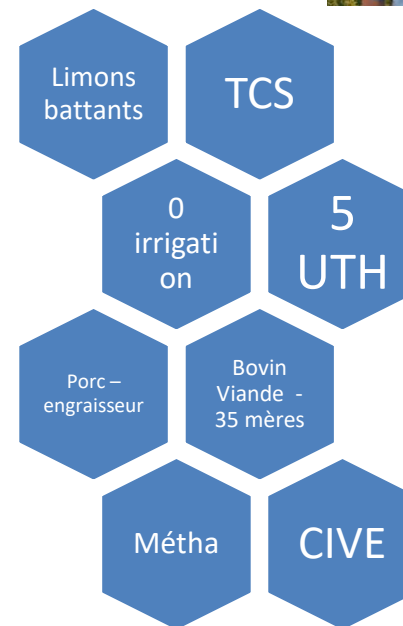 Limons
battants
TCS
0
irrigati
on
5
UTH
Porc –
engraisseur
Bovin
Viande -
35 mères
Métha
CIVE